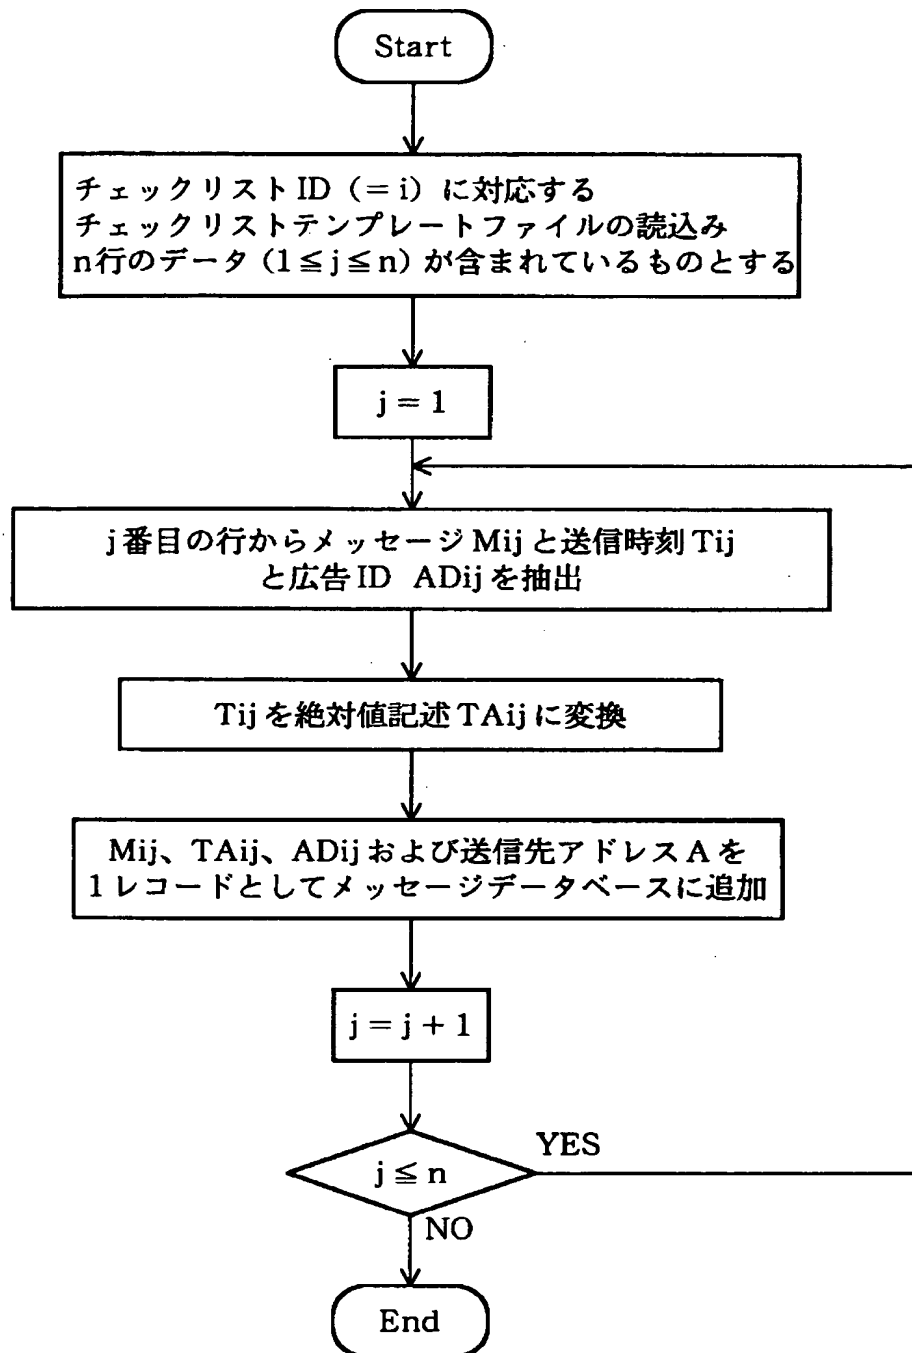 Start
チェックリストID（＝i）に対応する
チェックリストテンプレートファイルの読込み
n行のデータ（1≦j≦n）が含まれているものとする
j＝1
j番目の行からメッセージMijと送信時刻Tij
と広告ID ADijを抽出
Tijを絶対値記述TAijに変換
Mij、TAij、ADijおよび送信先アドレスAを
1レコードとしてメッセージデータベースに追加
j＝j＋1
YES
j≦n
NO
End